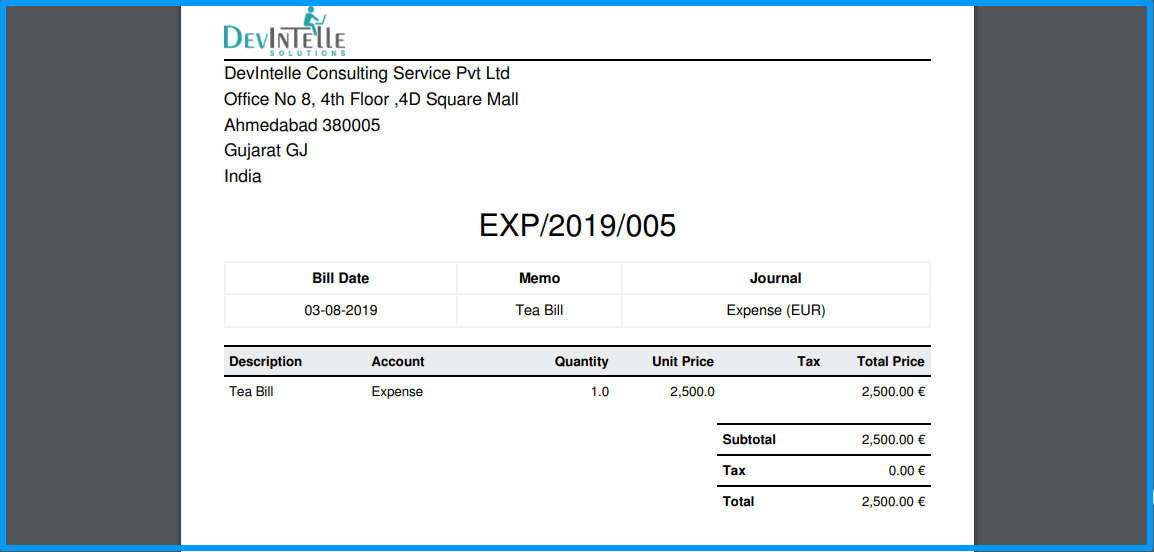 DEVINTELLE
SOLUTIONS
DevIntelle Consulting Service Pvt Ltd
Office No 8, 4th Floor ,4D Square Mall
Ahmedabad 380005
Gujarat GJ
India
EXP/2019/005
Bill Date Memo Journal
03-08-2019 Tea Bill Expense (EUR)
Description Account Quantity Unit Price Tax Total Price
Tea Bill Expense 1.0 2,500.0 2,500.00 €
Subtotal 2,500.00 €
Tax 0.00 €
Total 2,500.00 €